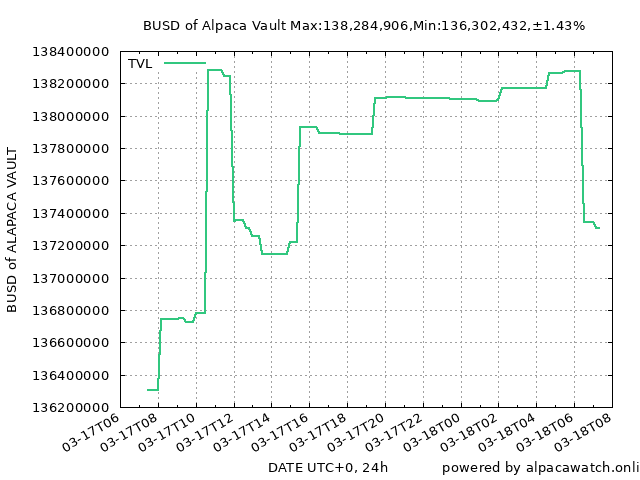 BUSD of Alpaca Vault Max:138,284,906,Min:136,302,432,±1.43%
138400000
138200000
138000000
137800000
137600000
137400000
137200000
137000000
136800000
136600000
136400000
136200000
TVL
BUSD of ALAPACA VAULT
03-17T06
03-17T08
03-17T10
03-17T12
03-17T14
03-17T16
03-17T18
03-17T20
03-17T22
03-18T00
03-18T02
03-18T04
03-18T06
03-18T08
DATE UTC+0, 24h
powered by alpacawatch.onli